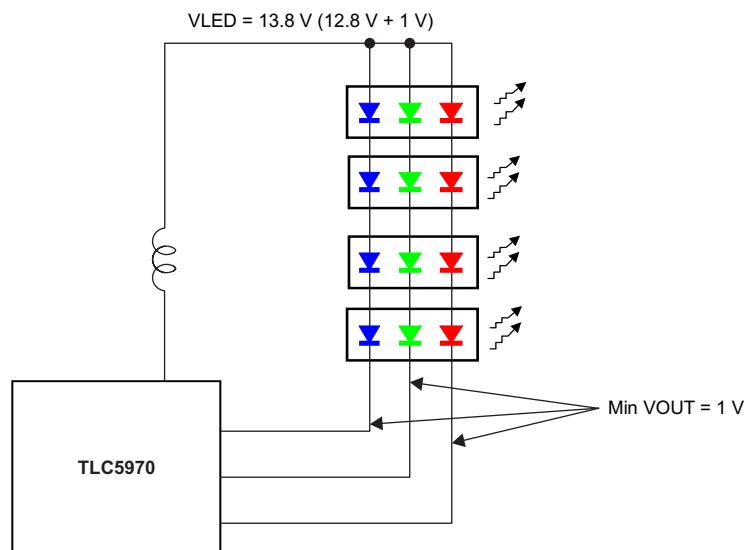 VLED = 13.8 V (12.8 V + 1 V)
Min VOUT = 1 V
TLC5970